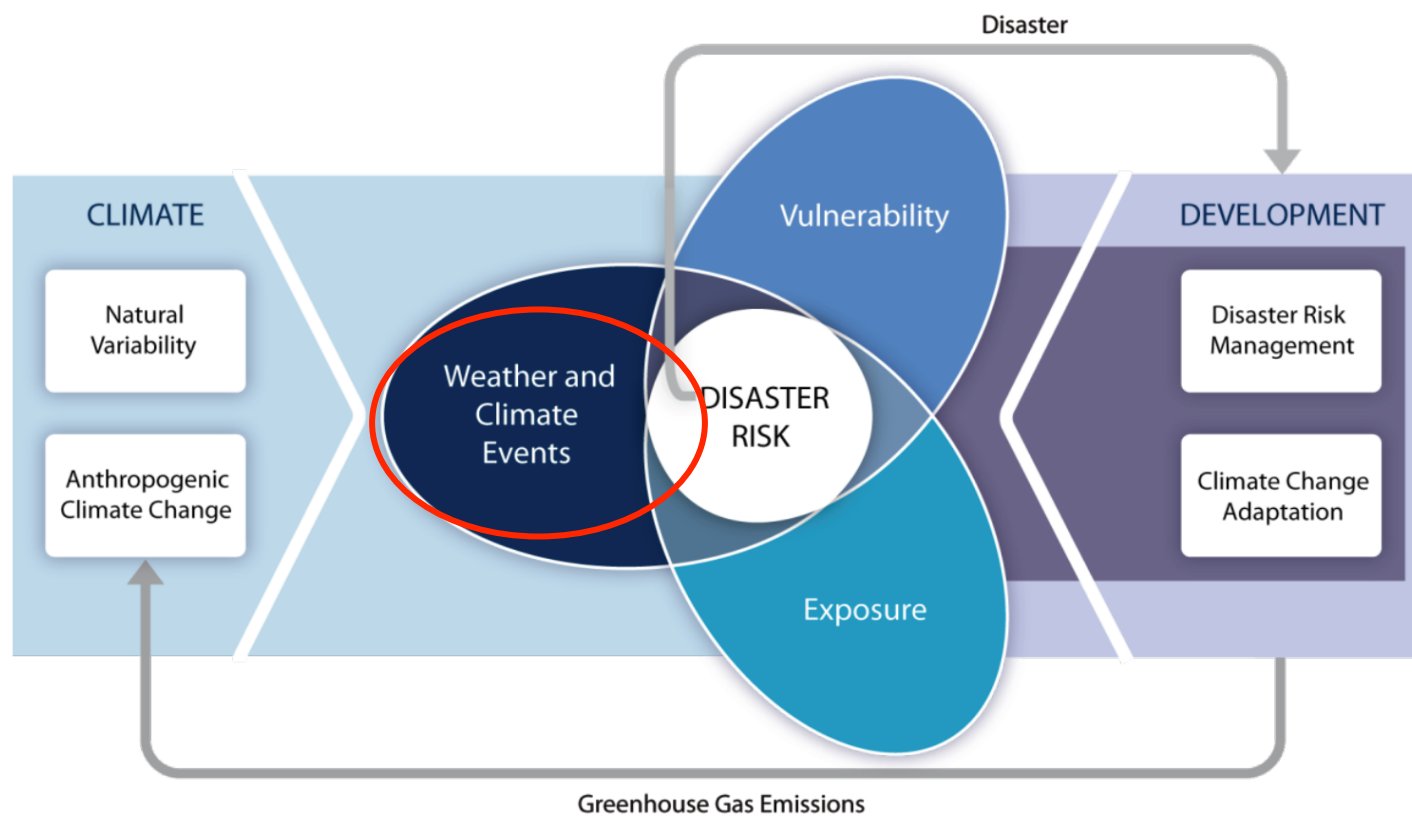 Disaster
CLIMATE
Natural
Variability
Anthropogenic
Climate Change
Weather and
Climate
Events
Vulnerability
DISASTER
RISK
Exposure
DEVELOPMENT
Disaster Risk
Management
Climate Change
Adaptation
Greenhouse Gas Emissions